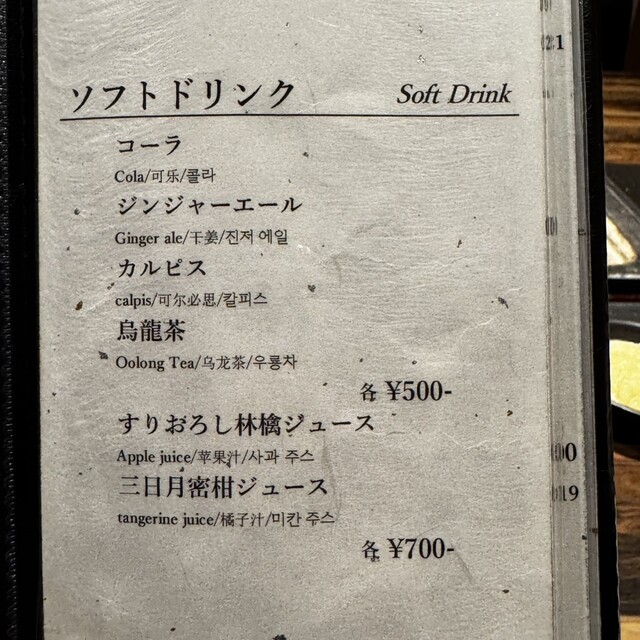 ソフトドリンク Soft Drink
コーラ
Cola/可乐/콜라
ジンジャーエール
Ginger ale/干姜/진저 에일
カルピス
calpis/可尔必思/칼피스
烏龍茶
Oolong Tea/乌龙茶/우롱차
各 ¥500-
すりおろし林檎ジュース
Apple juice/苹果汁/사과 주스
三日月密柑ジュース
tangerine juice/橘子汁/미칸 주스
各 ¥700-